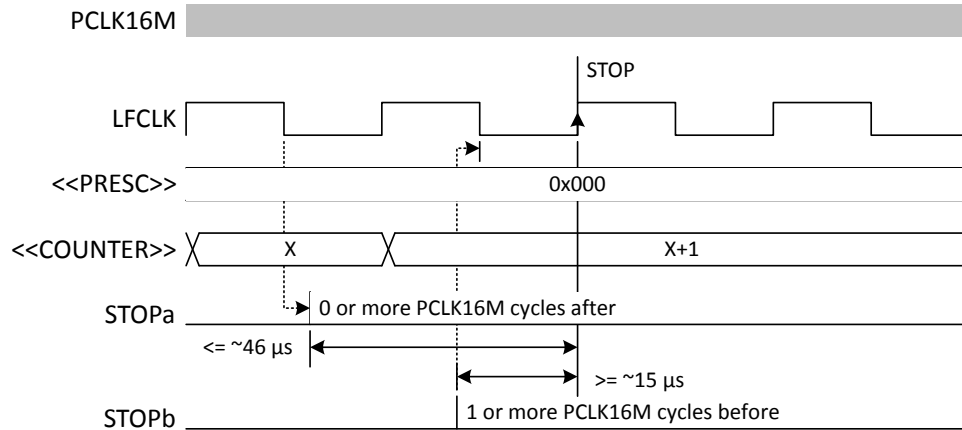 PCLK16M
STOP
LFCLK
<<PRESC>>
0x000
<<COUNTER>>
X
X+1
STOPa
0 or more PCLK16M cycles after
<= ~46 µs
>= ~15 µs
STOPb
1 or more PCLK16M cycles before